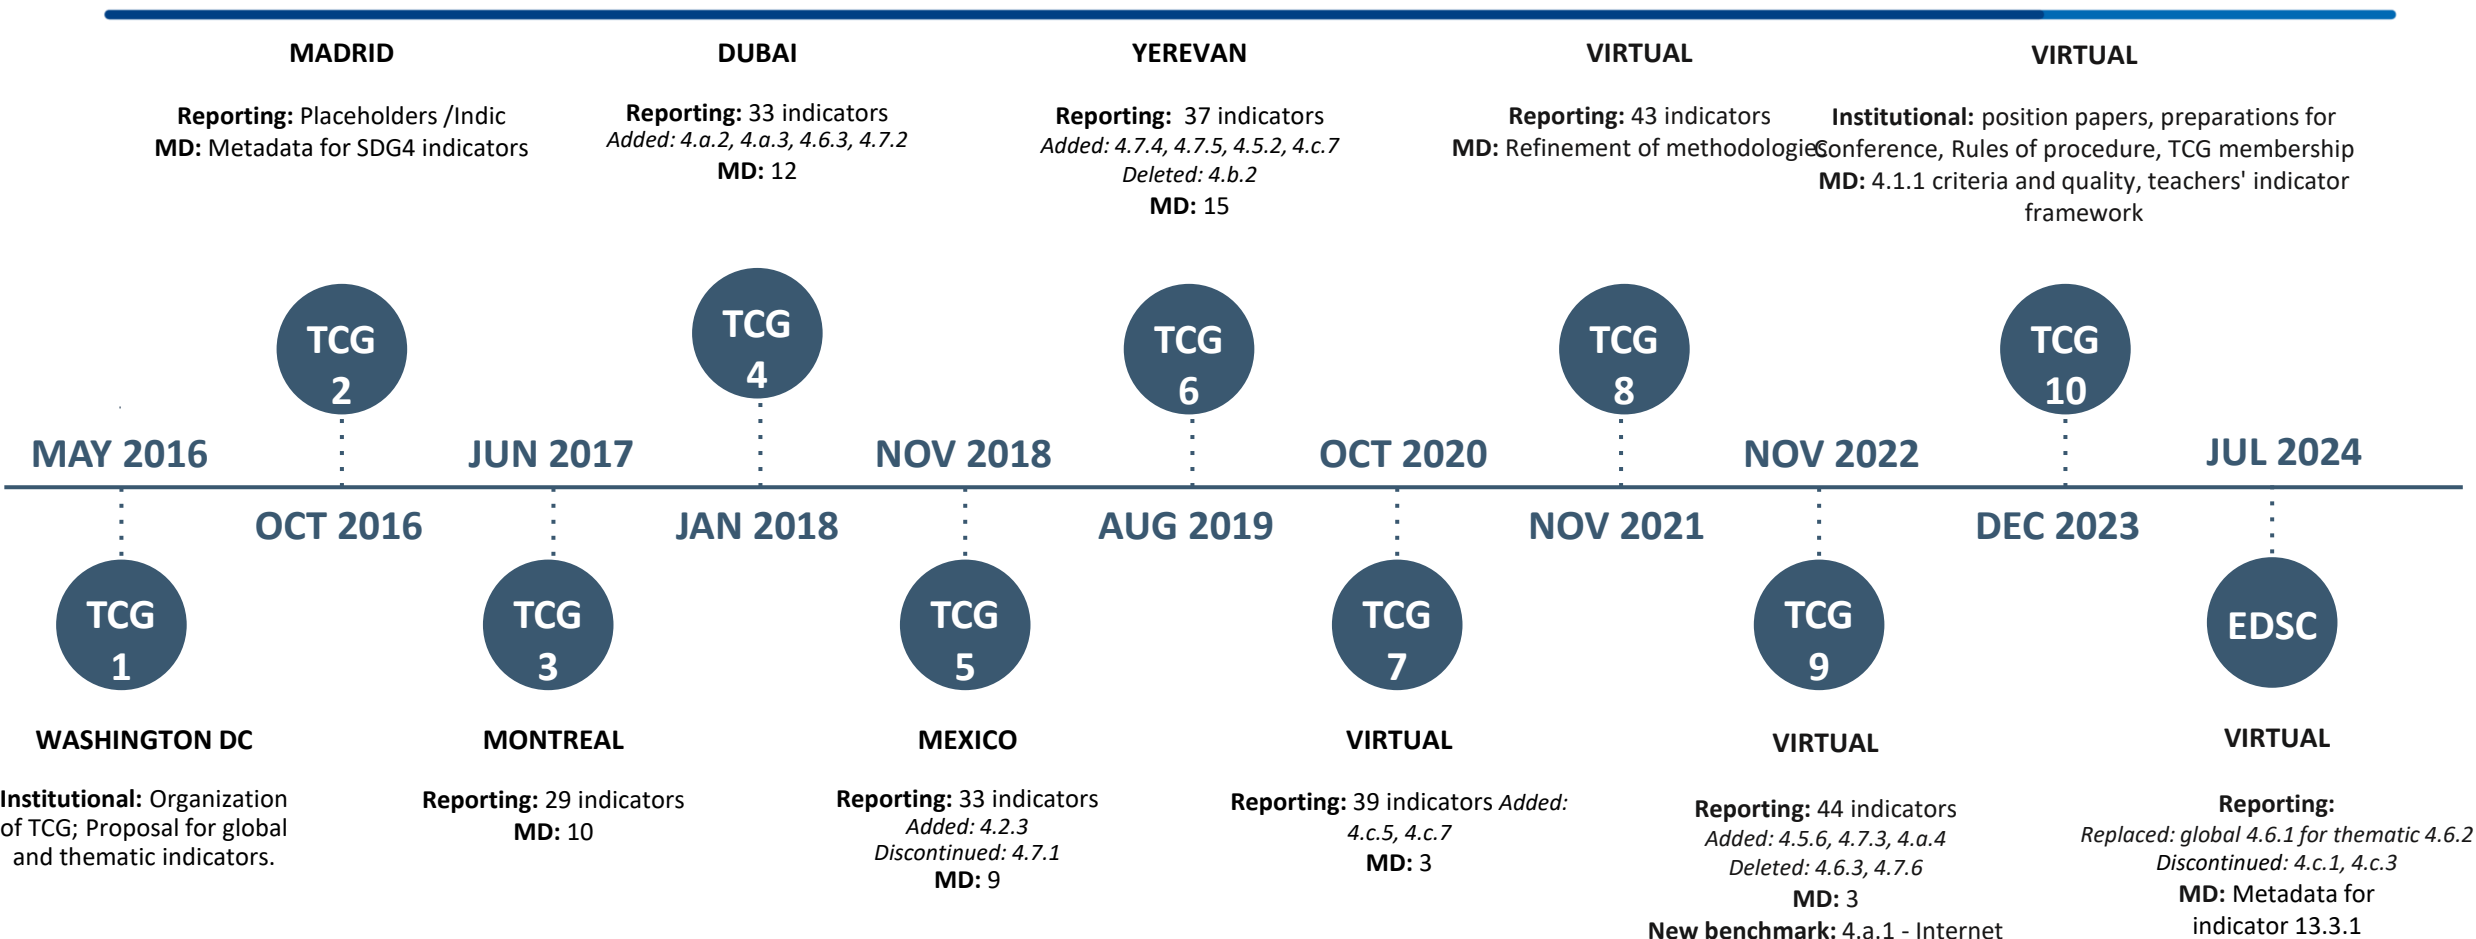 MADRID
Reporting: Placeholders /Indic
MD: Metadata for SDG4 indicators
DUBAI
Reporting: 33 indicators
Added: 4.a.2, 4.a.3, 4.6.3, 4.7.2
MD: 12
YEREVAN
Reporting: 37 indicators
Added: 4.7.4, 4.7.5, 4.5.2, 4.c.7
Deleted: 4.b.2
MD: 15
VIRTUAL
Reporting: 43 indicators
MD: Refinement of methodologies
VIRTUAL
Institutional: position papers, preparations for
Conference, Rules of procedure, TCG membership
MD: 4.1.1 criteria and quality, teachers' indicator
framework
TCG
2
TCG
4
TCG
6
TCG
8
TCG
10
MAY 2016
JUN 2017
NOV 2018
OCT 2020
NOV 2022
JUL 2024
OCT 2016
JAN 2018
AUG 2019
NOV 2021
DEC 2023
TCG
1
TCG
3
TCG
5
TCG
7
TCG
9
EDSC
WASHINGTON DC
Institutional: Organization
of TCG; Proposal for global
and thematic indicators.
MONTREAL
Reporting: 29 indicators
MD: 10
MEXICO
Reporting: 33 indicators
Added: 4.2.3
Discontinued: 4.7.1
MD: 9
VIRTUAL
Reporting: 39 indicators Added:
4.c.5, 4.c.7
MD: 3
VIRTUAL
Reporting: 44 indicators
Added: 4.5.6, 4.7.3, 4.a.4
Deleted: 4.6.3, 4.7.6
MD: 3
New benchmark: 4.a.1 - Internet
VIRTUAL
Reporting:
Replaced: global 4.6.1 for thematic 4.6.2
Discontinued: 4.c.1, 4.c.3
MD: Metadata for
indicator 13.3.1